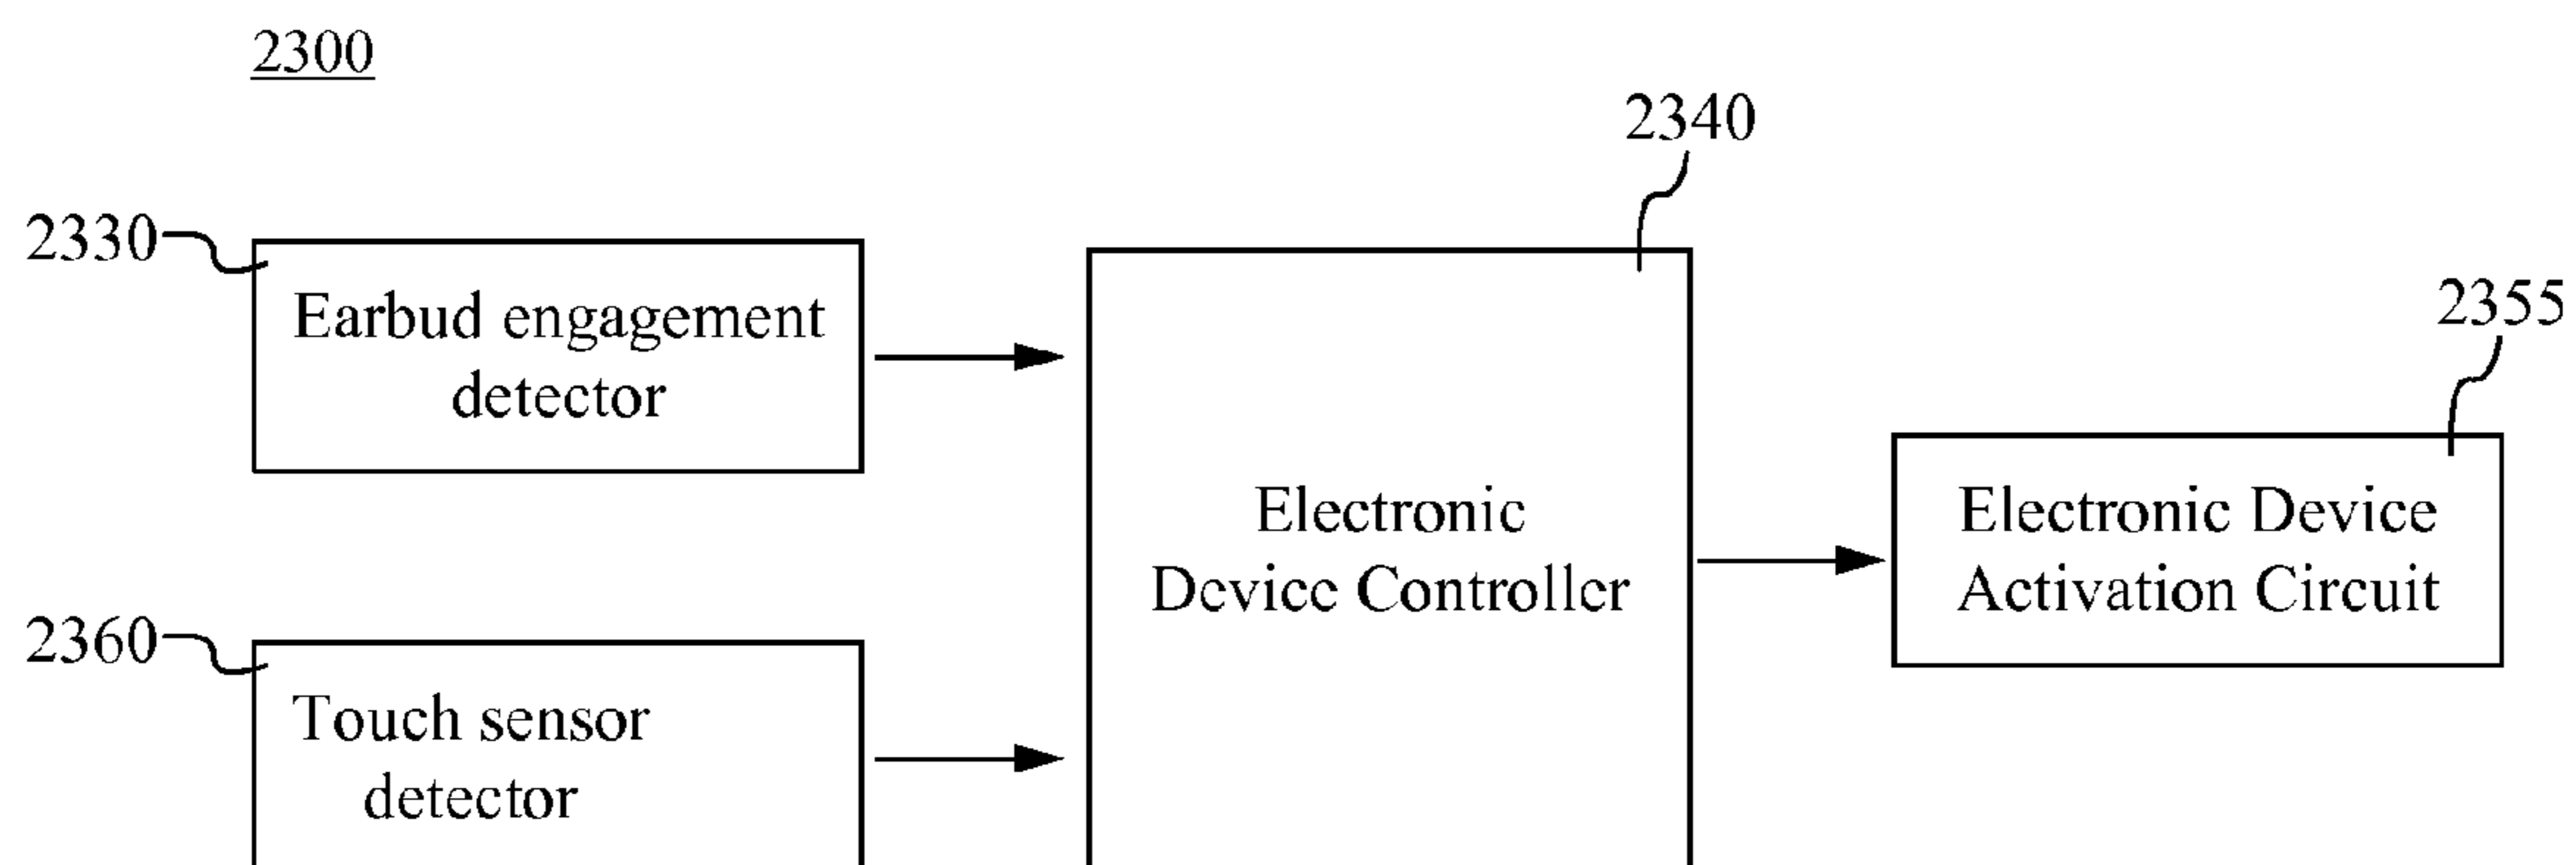 2300
2340
2330
Earbud engagement
detector
2355
Electronic
Device Controller
Electronic Device
Activation Circuit
2360
Touch sensor
detector